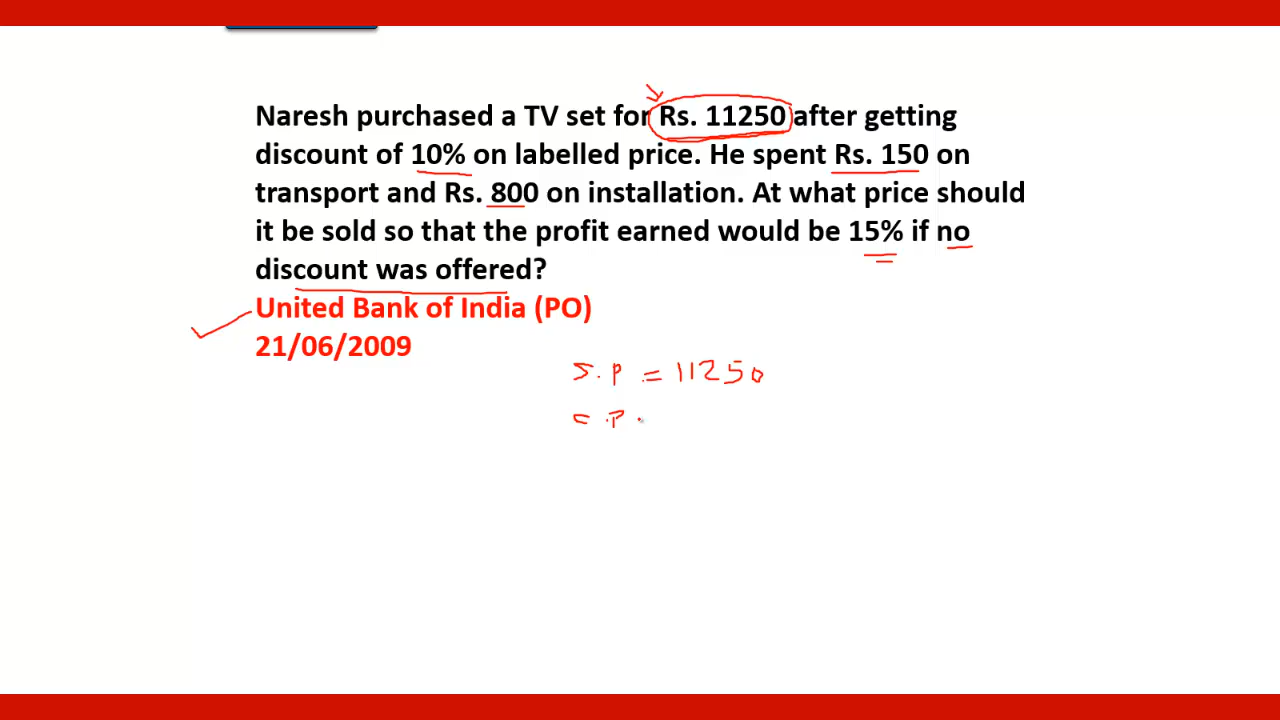 Naresh purchased a TV set for Rs. 11250 after getting
discount of 10% on labelled price. He spent Rs. 150 on
transport and Rs. 800 on installation. At what price should
it be sold so that the profit earned would be 15% if no
discount was offered?
United Bank of India (PO)
21/06/2009
S.P = 11250
C.P.